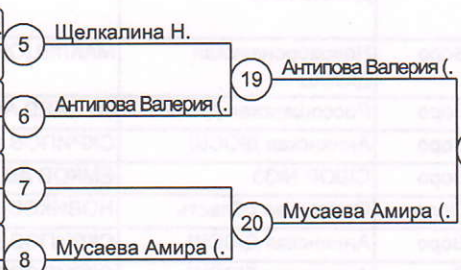 5 Щелкалина Н.
19 Антипова Валерия (.
6 Антипова Валерия (.
7
20 Мусаева Амира (.
8 Мусаева Амира (.